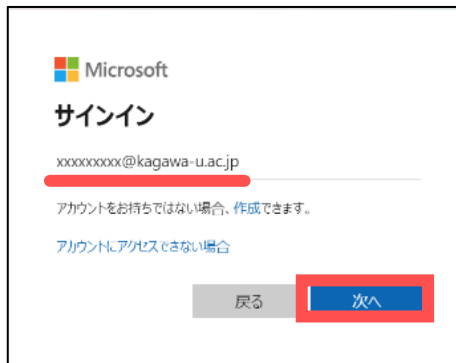 Microsoft
サインイン
xxxxxxxxx@kagawa-u.ac.jp
アカウントをお持ちではない場合、作成できます。
アカウントにアクセスできない場合
戻る
次へ